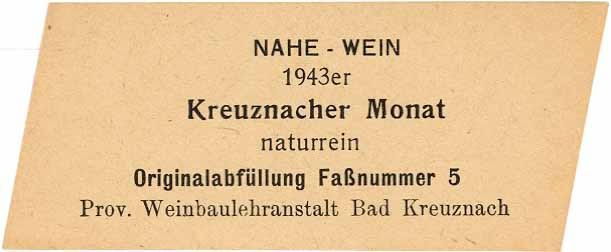 NAHE - WEIN
1943er
Kreuznacher Monat
naturrein
Originalabfüllung Faßnummer 5
Prov. Weinbaulehranstalt Bad Kreuznach